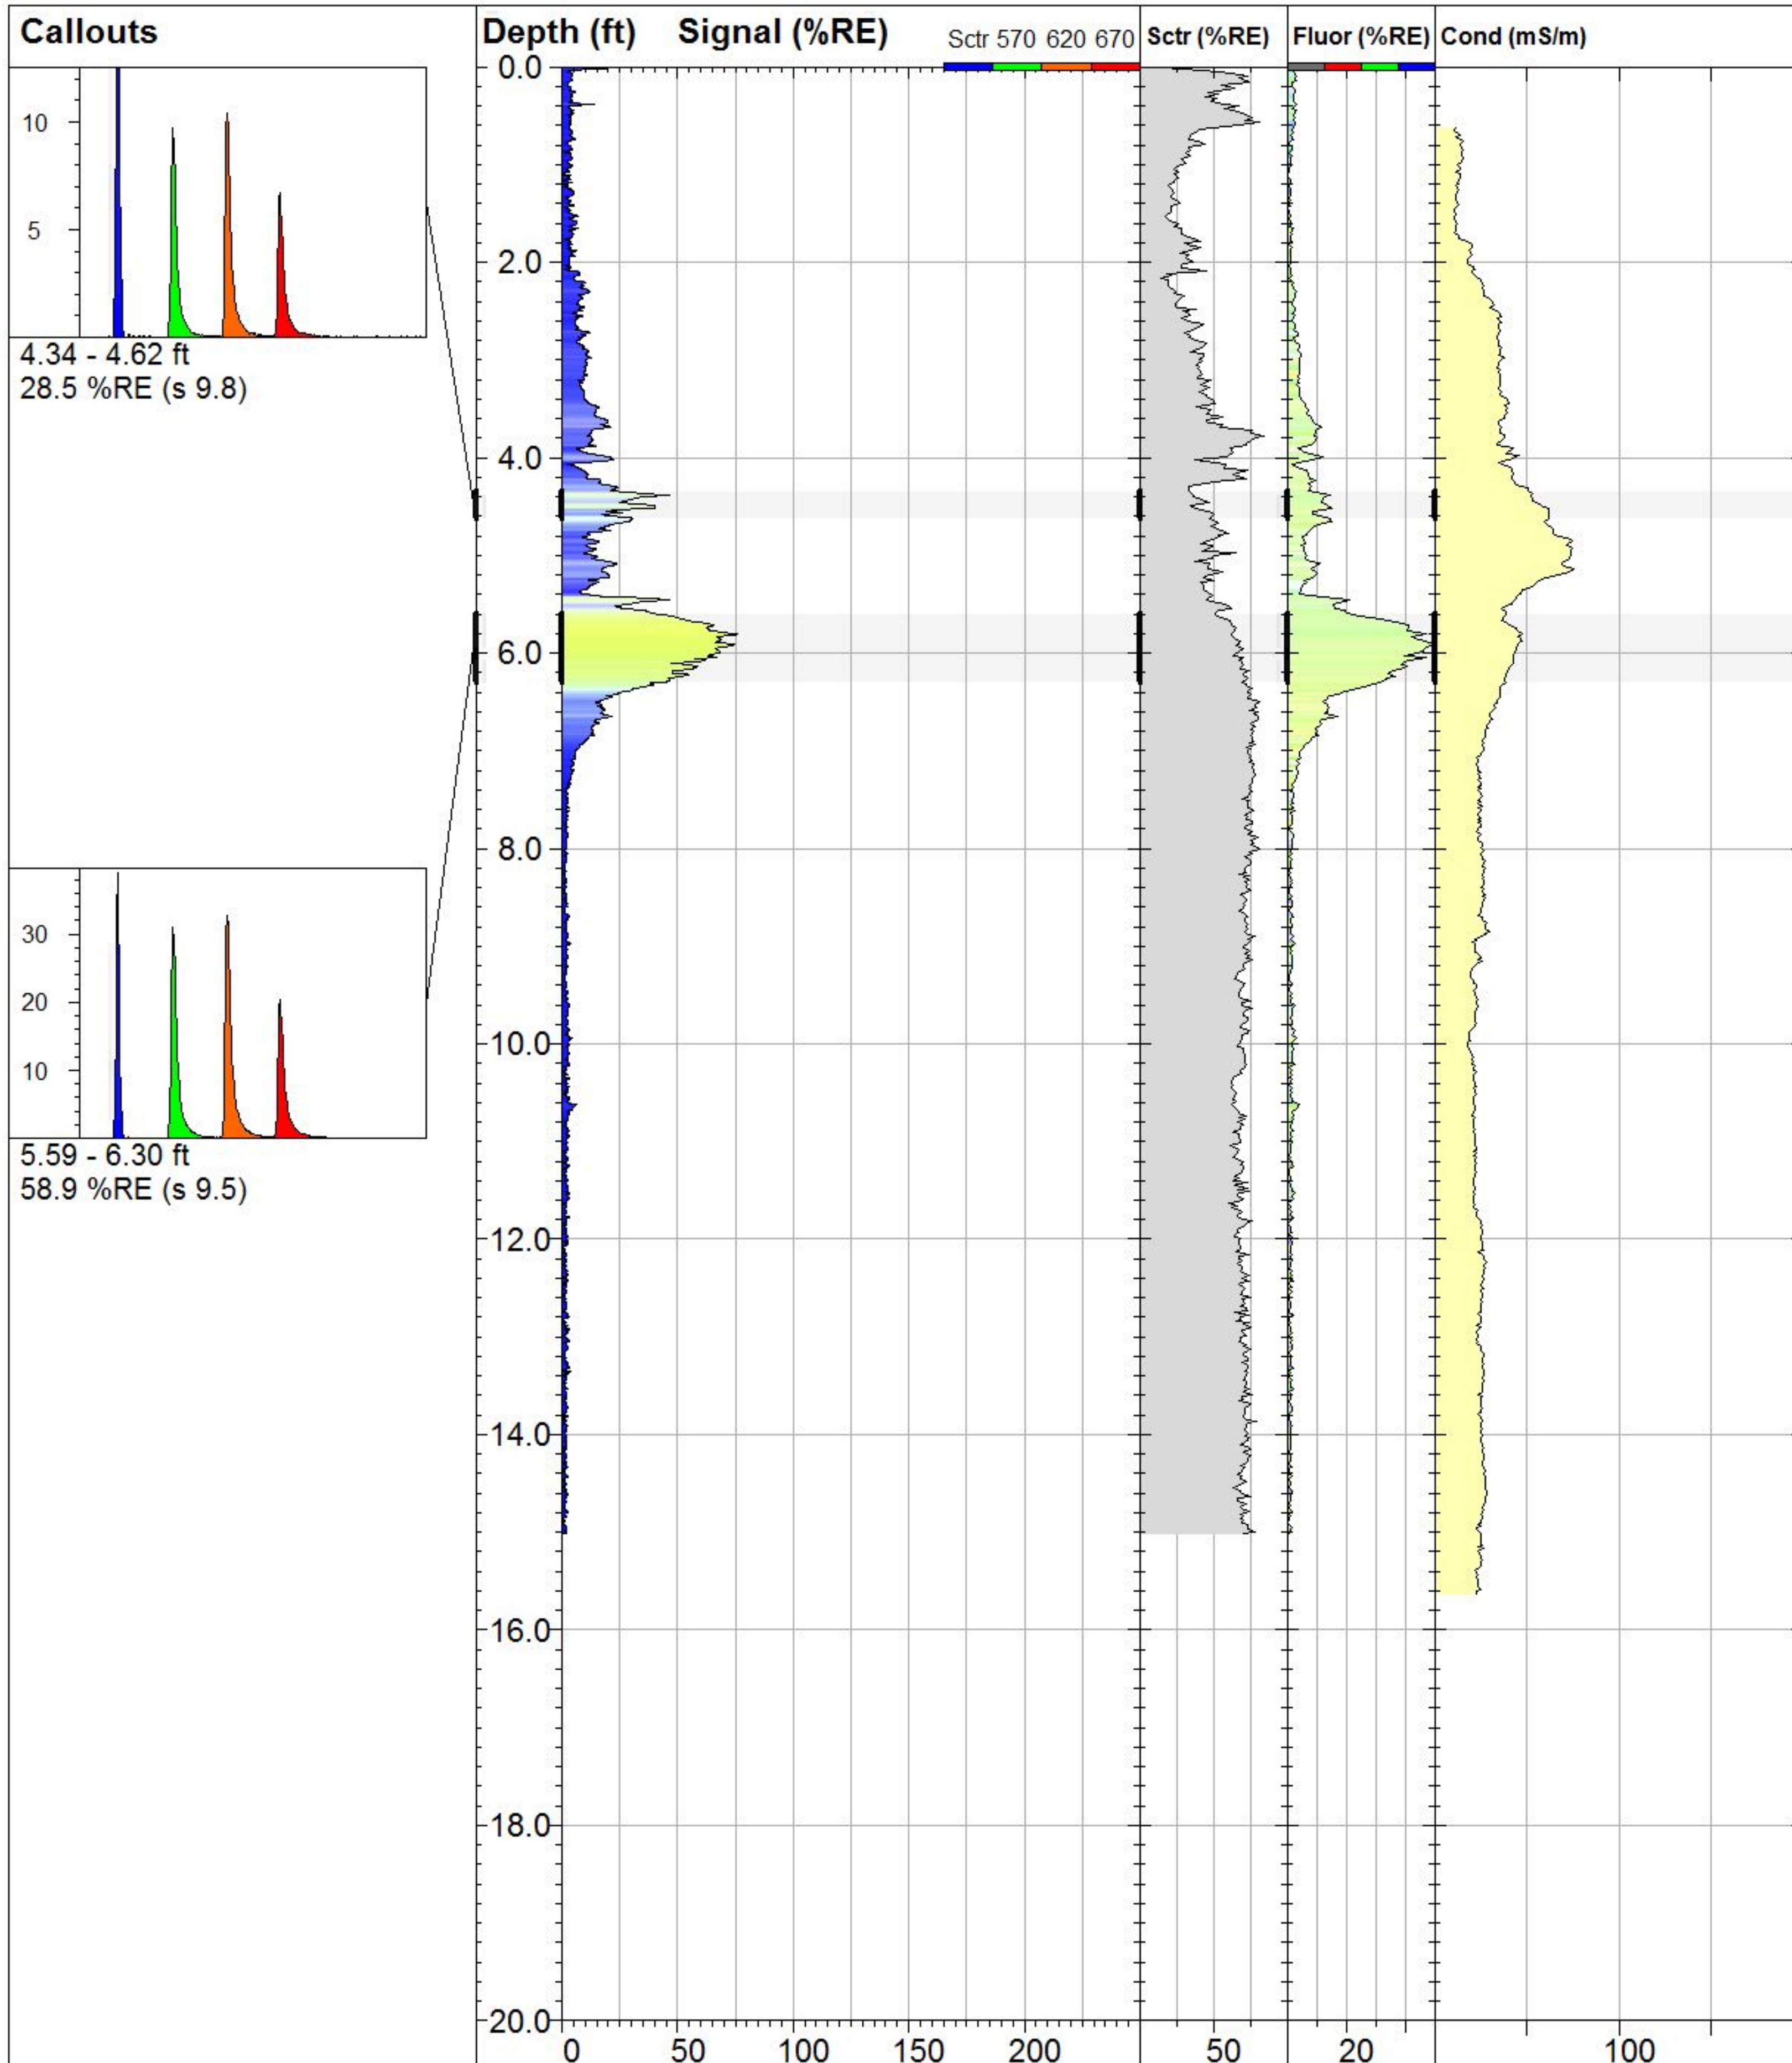 Callouts
Depth (ft) Signal (%RE) Sctr 570 620 670 Sctr (%RE) Fluor (%RE) Cond (mS/m)
10
5
4.34 - 4.62 ft
28.5 %RE (s 9.8)
30
20
10
5.59 - 6.30 ft
58.9 %RE (s 9.5)
0.0
2.0
4.0
6.0
8.0
10.0
12.0
14.0
16.0
18.0
20.0
0 50 100 150 200 50 20 100